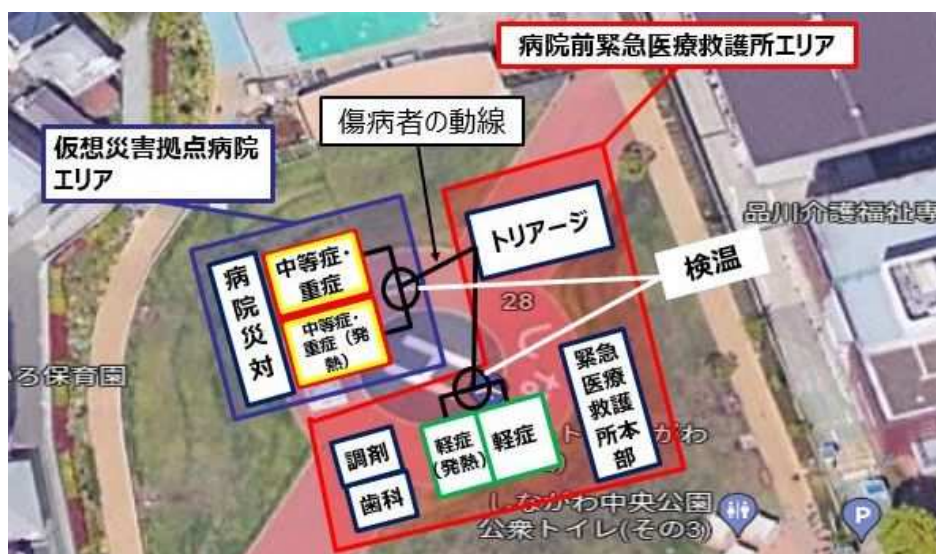 病院前緊急医療救護所エリア
傷病者の動線
仮想災害拠点病院
エリア
トリアージ
品川介護福祉専
検温
病院災対
中等症・
重症
中等症・
重症（発
熱）
28
緊急医療救護所本部
ろ保育園
軽症
(発熱)
軽症
調剤
歯科
しながわ中央公園
公衆トイレ(その3)
P